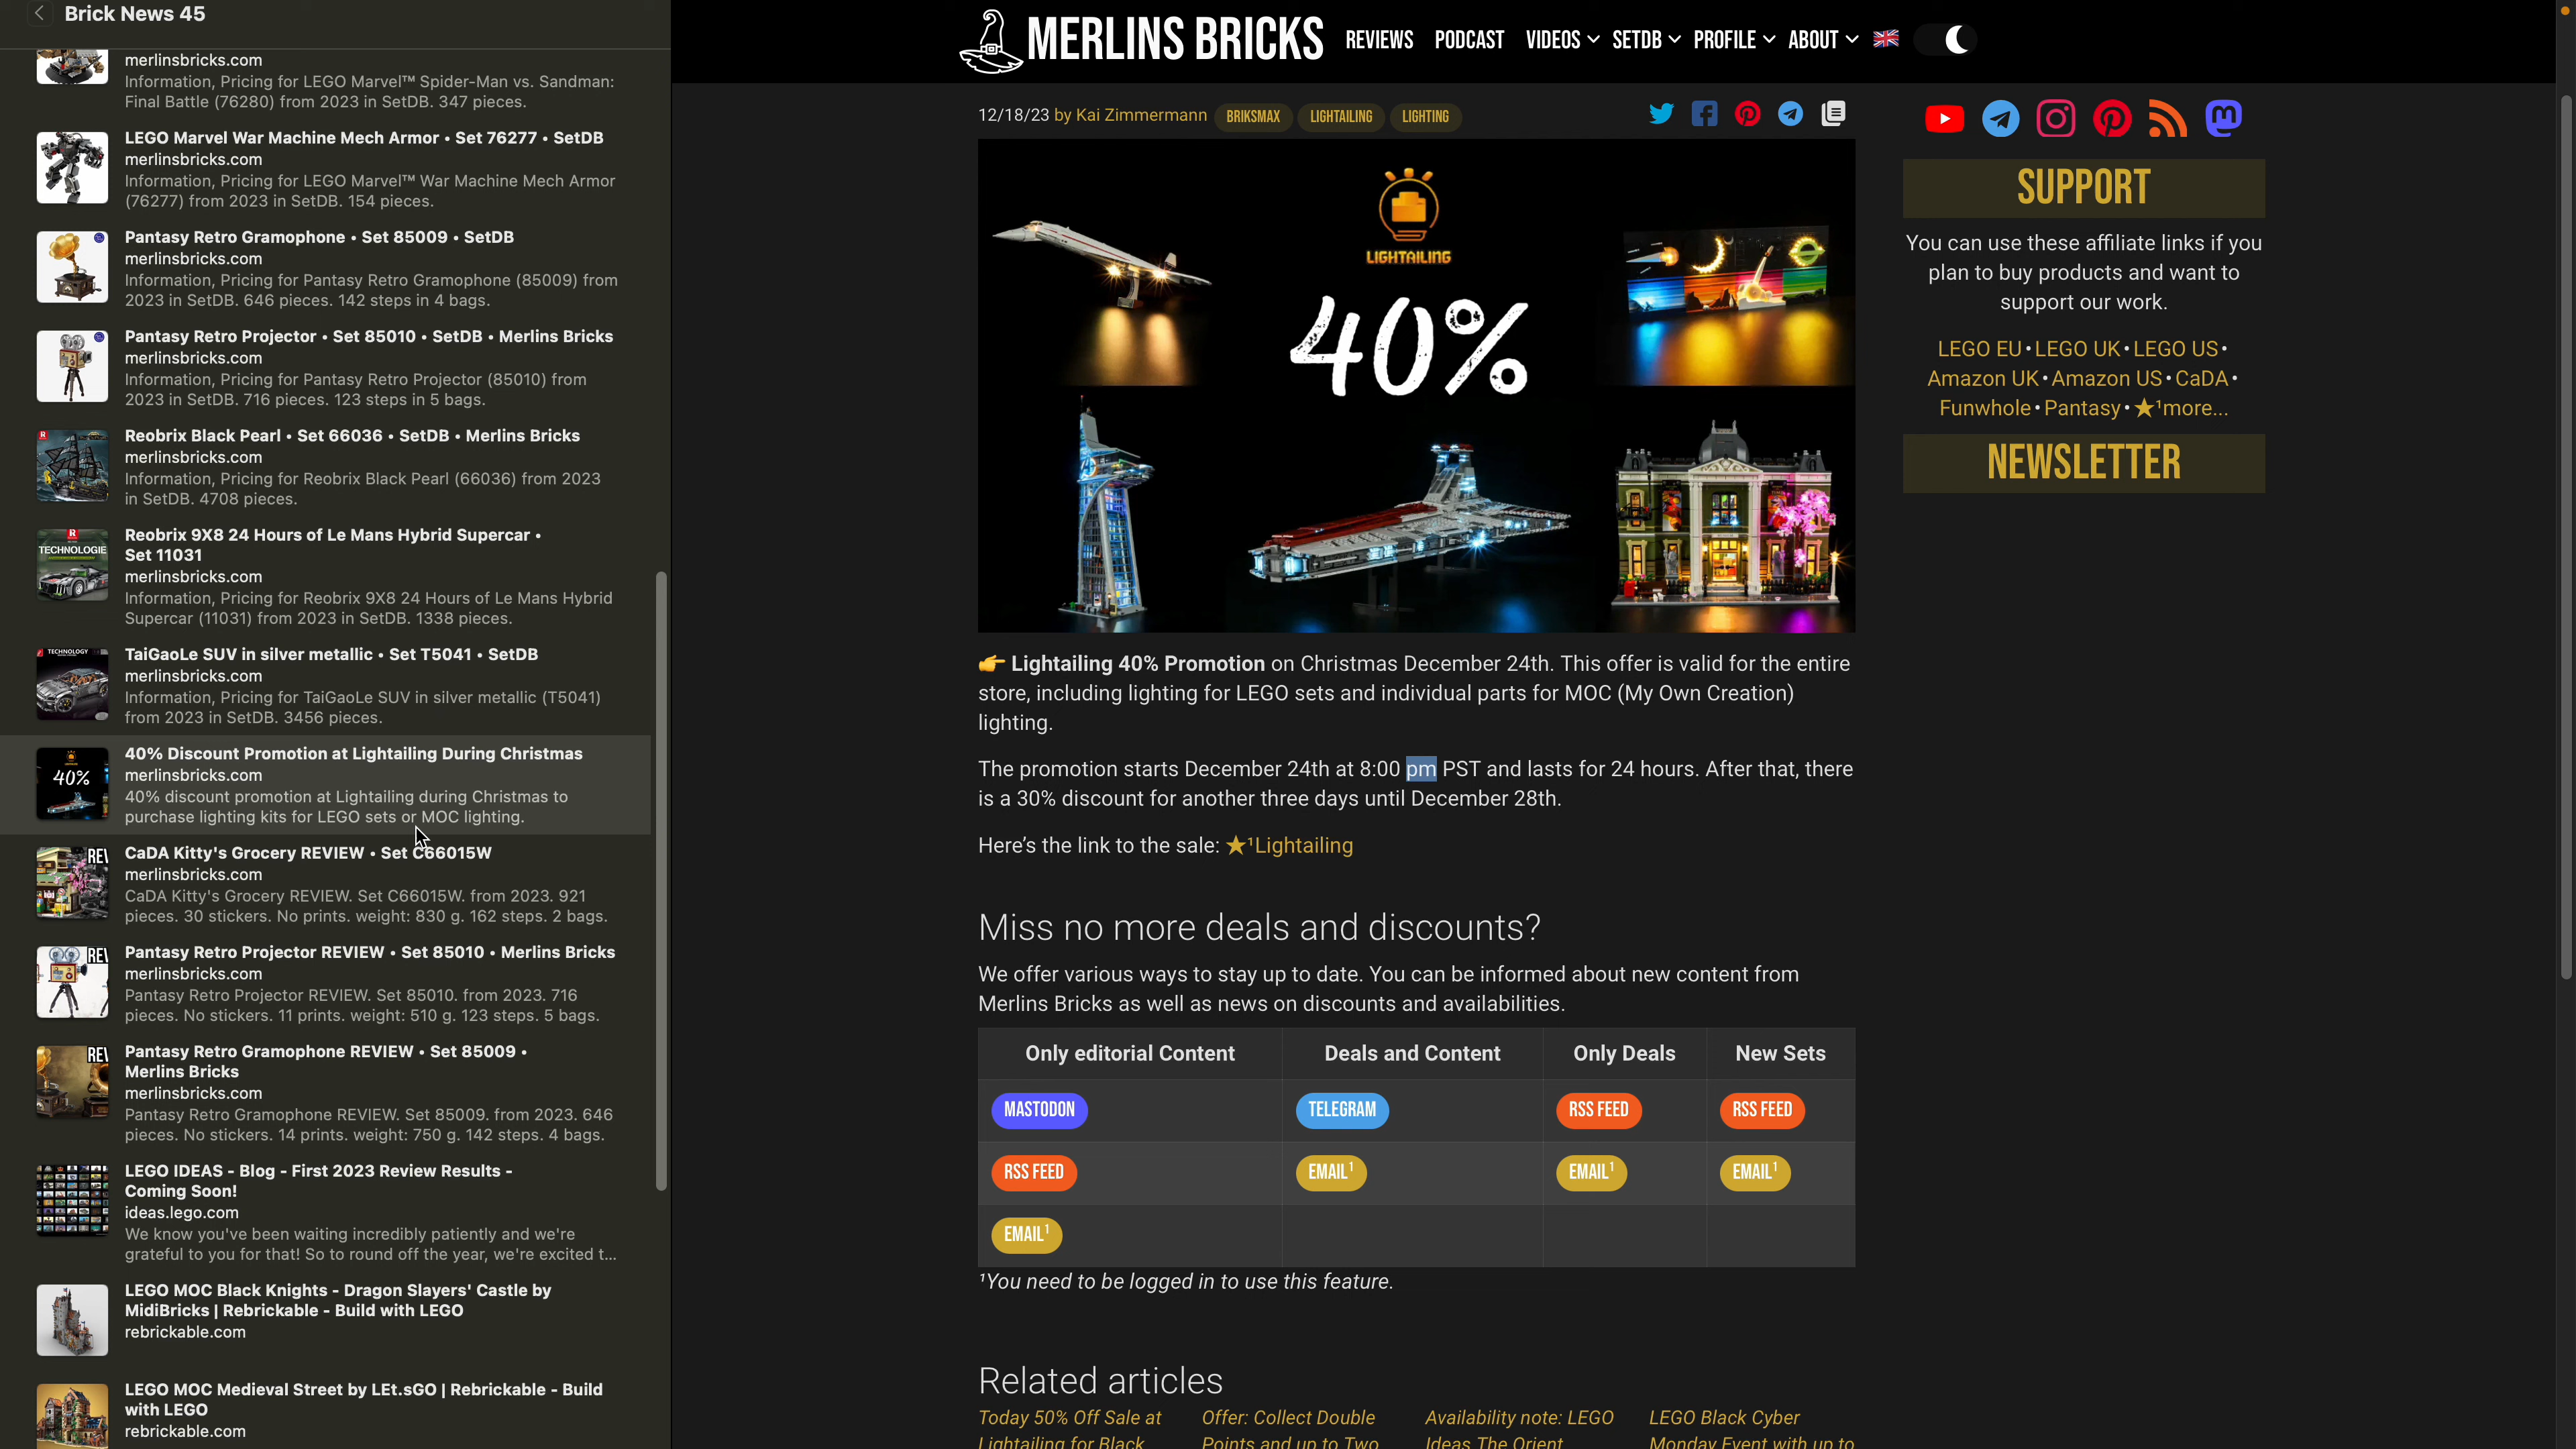 Brick News 45
merlinsbricks.com
Information, Pricing for LEGO Marvel™ Spider-Man vs. Sandman:
Final Battle (76280) from 2023 in SetDB. 347 pieces.
LEGO Marvel War Machine Mech Armor • Set 76277 • SetDB
merlinsbricks.com
Information, Pricing for LEGO Marvel™ War Machine Mech Armor
(76277) from 2023 in SetDB. 154 pieces.
Pantasy Retro Gramophone • Set 85009 • SetDB
merlinsbricks.com
Information, Pricing for Pantasy Retro Gramophone (85009) from
2023 in SetDB. 646 pieces. 142 steps in 4 bags.
Pantasy Retro Projector • Set 85010 • SetDB • Merlins Bricks
merlinsbricks.com
Information, Pricing for Pantasy Retro Projector (85010) from
2023 in SetDB. 716 pieces. 123 steps in 5 bags.
Reobrix Black Pearl • Set 66036 • SetDB • Merlins Bricks
merlinsbricks.com
Information, Pricing for Reobrix Black Pearl (66036) from 2023
in SetDB. 4708 pieces.
TECHNOLOGIE
Reobrix 9X8 24 Hours of Le Mans Hybrid Supercar •
Set 11031
merlinsbricks.com
Information, Pricing for Reobrix 9X8 24 Hours of Le Mans Hybrid
Supercar (11031) from 2023 in SetDB. 1338 pieces.
TECHNOLOGY
TaiGaoLe SUV in silver metallic • Set T5041 • SetDB
merlinsbricks.com
Information, Pricing for TaiGaoLe SUV in silver metallic (T5041)
from 2023 in SetDB. 3456 pieces.
40%
40% Discount Promotion at Lightailing During Christmas
merlinsbricks.com
40% discount promotion at Lightailing during Christmas to
purchase lighting kits for LEGO sets or MOC lighting.
REV
CaDA Kitty's Grocery REVIEW • Set C66015W
merlinsbricks.com
CaDA Kitty's Grocery REVIEW. Set C66015W. from 2023. 921
pieces. 30 stickers. No prints. weight: 830 g. 162 steps. 2 bags.
REV
Pantasy Retro Projector REVIEW • Set 85010 • Merlins Bricks
merlinsbricks.com
Pantasy Retro Projector REVIEW. Set 85010. from 2023. 716
pieces. No stickers. 11 prints. weight: 510 g. 123 steps. 5 bags.
REV
Pantasy Retro Gramophone REVIEW • Set 85009 •
Merlins Bricks
merlinsbricks.com
Pantasy Retro Gramophone REVIEW. Set 85009. from 2023. 646
pieces. No stickers. 14 prints. weight: 750 g. 142 steps. 4 bags.
LEGO IDEAS - Blog - First 2023 Review Results -
Coming Soon!
ideas.lego.com
We know you've been waiting incredibly patiently and we're
grateful to you for that! So to round off the year, we're excited t...
LEGO MOC Black Knights - Dragon Slayers' Castle by
MidiBricks | Rebrickable - Build with LEGO
rebrickable.com
LEGO MOC Medieval Street by LEt.sGO | Rebrickable - Build
with LEGO
rebrickable.com
MERLINS BRICKS REVIEWS PODCAST VIDEOS SETDB PROFILE ABOUT
12/18/23 by Kai Zimmermann BRIKSMAX LIGHTAILING LIGHTING
LIGHTAILING
40%
👉 Lightailing 40% Promotion on Christmas December 24th. This offer is valid for the entire
store, including lighting for LEGO sets and individual parts for MOC (My Own Creation)
lighting.
The promotion starts December 24th at 8:00 pm PST and lasts for 24 hours. After that, there
is a 30% discount for another three days until December 28th.
Here's the link to the sale: ★¹Lightailing
Miss no more deals and discounts?
We offer various ways to stay up to date. You can be informed about new content from
Merlins Bricks as well as news on discounts and availabilities.
Only editorial Content Deals and Content Only Deals New Sets
MASTODON TELEGRAM RSS FEED RSS FEED
RSS FEED EMAIL¹ EMAIL¹ EMAIL¹
EMAIL¹
¹You need to be logged in to use this feature.
Related articles
Today 50% Off Sale at
Lightailing for Black
Offer: Collect Double
Points and up to Two
Availability note: LEGO
Ideas The Orient
LEGO Black Cyber
Monday Event with up to
SUPPORT
You can use these affiliate links if you
plan to buy products and want to
support our work.
LEGO EU • LEGO UK • LEGO US •
Amazon UK • Amazon US • CaDA •
Funwhole • Pantasy • ★¹more...
NEWSLETTER